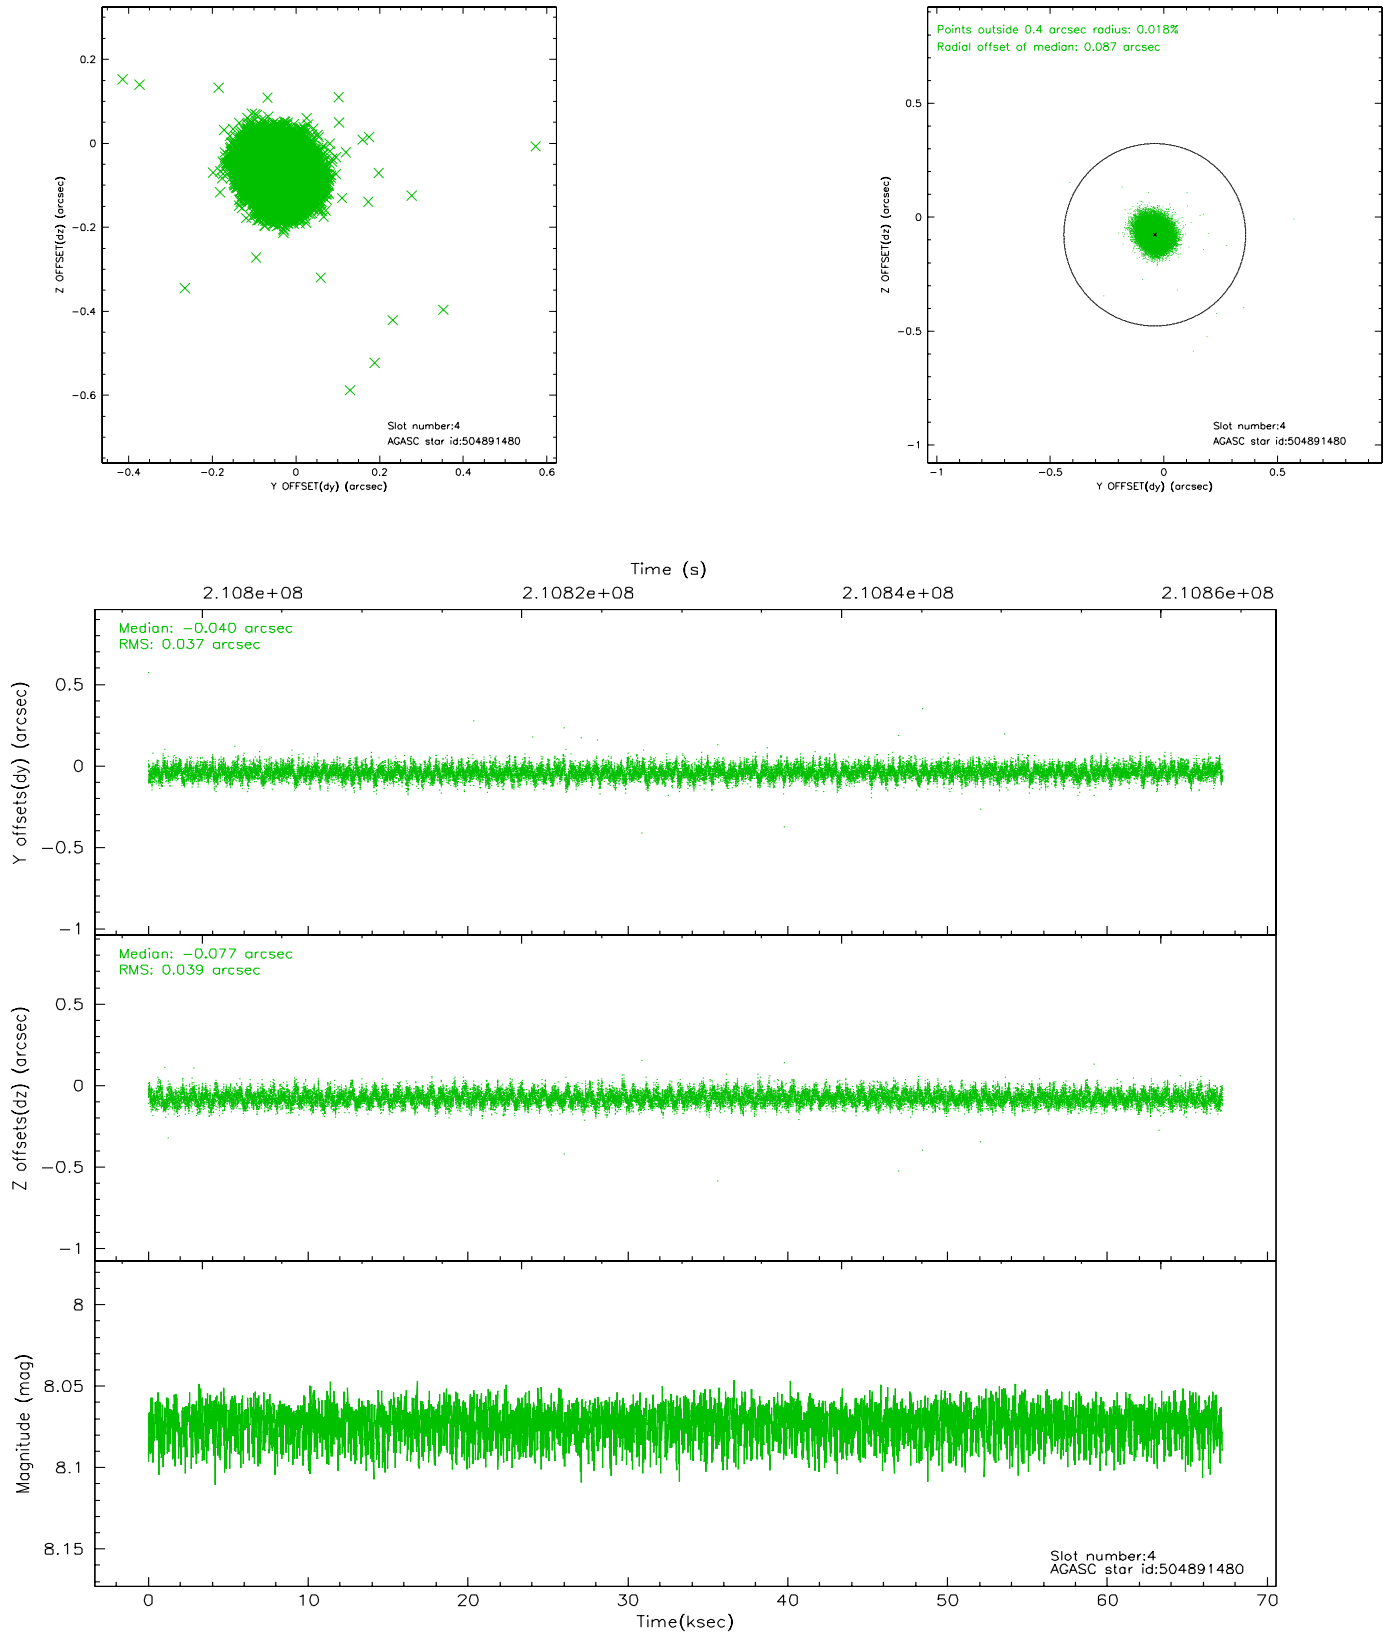 0.2
0
−0.2
−0.4
−0.6
Z OFFSET(dz) (arcsec)
Slot number:4
AGASC star id:504891480
−0.4 −0.2 0 0.2 0.4 0.6
Y OFFSET(dy) (arcsec)
Points outside 0.4 arcsec radius: 0.018%
Radial offset of median: 0.087 arcsec
0.5
0
−0.5
−1
Z OFFSET(dz) (arcsec)
Slot number:4
AGASC star id:504891480
−1 −0.5 0 0.5
Y OFFSET(dy) (arcsec)
Time (s)
2.108e+08 2.1082e+08 2.1084e+08 2.1086e+08
Median: −0.040 arcsec
RMS: 0.037 arcsec
0.5
0
−0.5
−1
Y offsets(dy) (arcsec)
Median: −0.077 arcsec
RMS: 0.039 arcsec
0.5
0
−0.5
−1
Z offsets(dz) (arcsec)
8
8.05
8.1
8.15
Magnitude (mag)
Slot number:4
AGASC star id:504891480
0 10 20 30 40 50 60 70
Time(ksec)